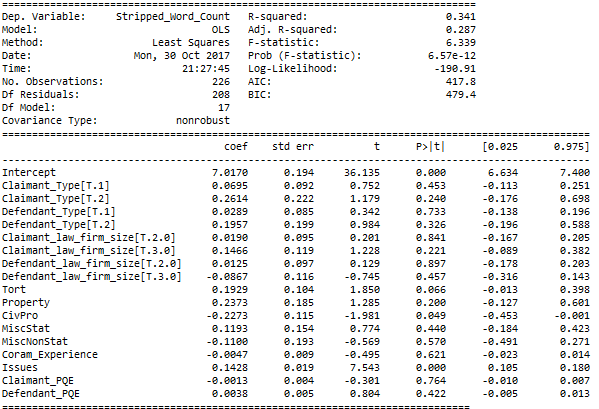 ==============================================================================
Dep. Variable:     Stripped_Word_Count   R-squared:                       0.341
Model:                             OLS   Adj. R-squared:                  0.287
Method:                  Least Squares   F-statistic:                     6.339
Date:                 Mon, 30 Oct 2017   Prob (F-statistic):           6.57e-12
Time:                         21:27:45   Log-Likelihood:                -190.91
No. Observations:                  226   AIC:                             417.8
Df Residuals:                      208   BIC:                             479.4
Df Model:                           17
Covariance Type:             nonrobust
==============================================================================
coef    std err          t      P>|t|      [0.025      0.975]
------------------------------------------------------------------------------
Intercept                      7.0170      0.194     36.135      0.000       6.634       7.400
Claimant_Type[T.1]             0.0695      0.092      0.752      0.453      -0.113       0.251
Claimant_Type[T.2]             0.2614      0.222      1.179      0.240      -0.176       0.698
Defendant_Type[T.1]            0.0289      0.085      0.342      0.733      -0.138       0.196
Defendant_Type[T.2]            0.1957      0.199      0.984      0.326      -0.196       0.588
Claimant_law_firm_size[T.2.0]  0.0190      0.095      0.201      0.841      -0.167       0.205
Claimant_law_firm_size[T.3.0]  0.1466      0.119      1.228      0.221      -0.089       0.382
Defendant_law_firm_size[T.2.0] 0.0125      0.097      0.129      0.897      -0.178       0.203
Defendant_law_firm_size[T.3.0] -0.0867     0.116     -0.745      0.457      -0.316       0.143
Tort                           0.1929      0.104      1.850      0.066      -0.013       0.398
Property                       0.2373      0.185      1.285      0.200      -0.127       0.601
CivPro                        -0.2273      0.115     -1.981      0.049      -0.453      -0.001
MiscStat                       0.1193      0.154      0.774      0.440      -0.184       0.423
MiscNonStat                   -0.1100      0.193     -0.569      0.570      -0.491       0.271
Coram_Experience              -0.0047      0.009     -0.495      0.621      -0.023       0.014
Issues                         0.1428      0.019      7.543      0.000       0.105       0.180
Claimant_PQE                  -0.0013      0.004     -0.301      0.764      -0.010       0.007
Defendant_PQE                  0.0038      0.005      0.804      0.422      -0.005       0.013
==============================================================================